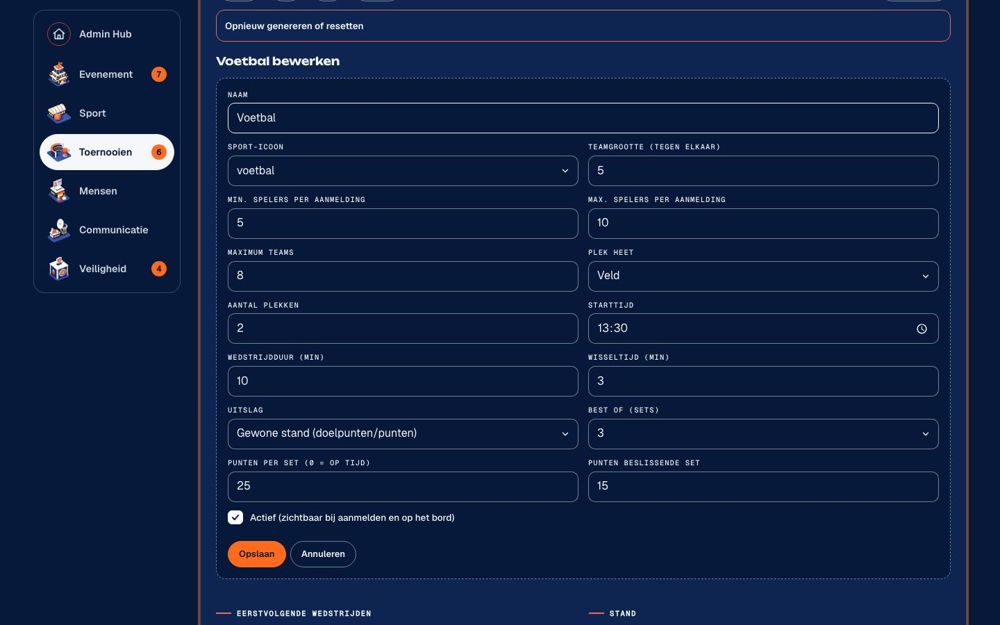 Opnieuw genereren of resetten
Voetbal bewerken
Admin Hub
Evenement 7
Sport
Toernooien 6
Mensen
Communicatie
Veiligheid 4
NAAM
Voetbal
SPORT-ICOON
voetbal
TEAMGROOTTE (TEGEN ELKAAR)
5
MIN. SPELERS PER AANMELDING
5
MAX. SPELERS PER AANMELDING
10
MAXIMUM TEAMS
8
PLEK HEET
Veld
AANTAL PLEKKEN
2
STARTTIJD
13:30
WEDSTRIJDDUUR (MIN)
10
WISSELTIJD (MIN)
3
UITSLAG
Gewone stand (doelpunten/punten)
BEST OF (SETS)
3
PUNTEN PER SET (0 = OP TIJD)
25
PUNTEN BESLISSENDE SET
15
Actief (zichtbaar bij aanmelden en op het bord)
Opslaan
Annuleren
EERSTVOLGENDE WEDSTRIJDEN
STAND